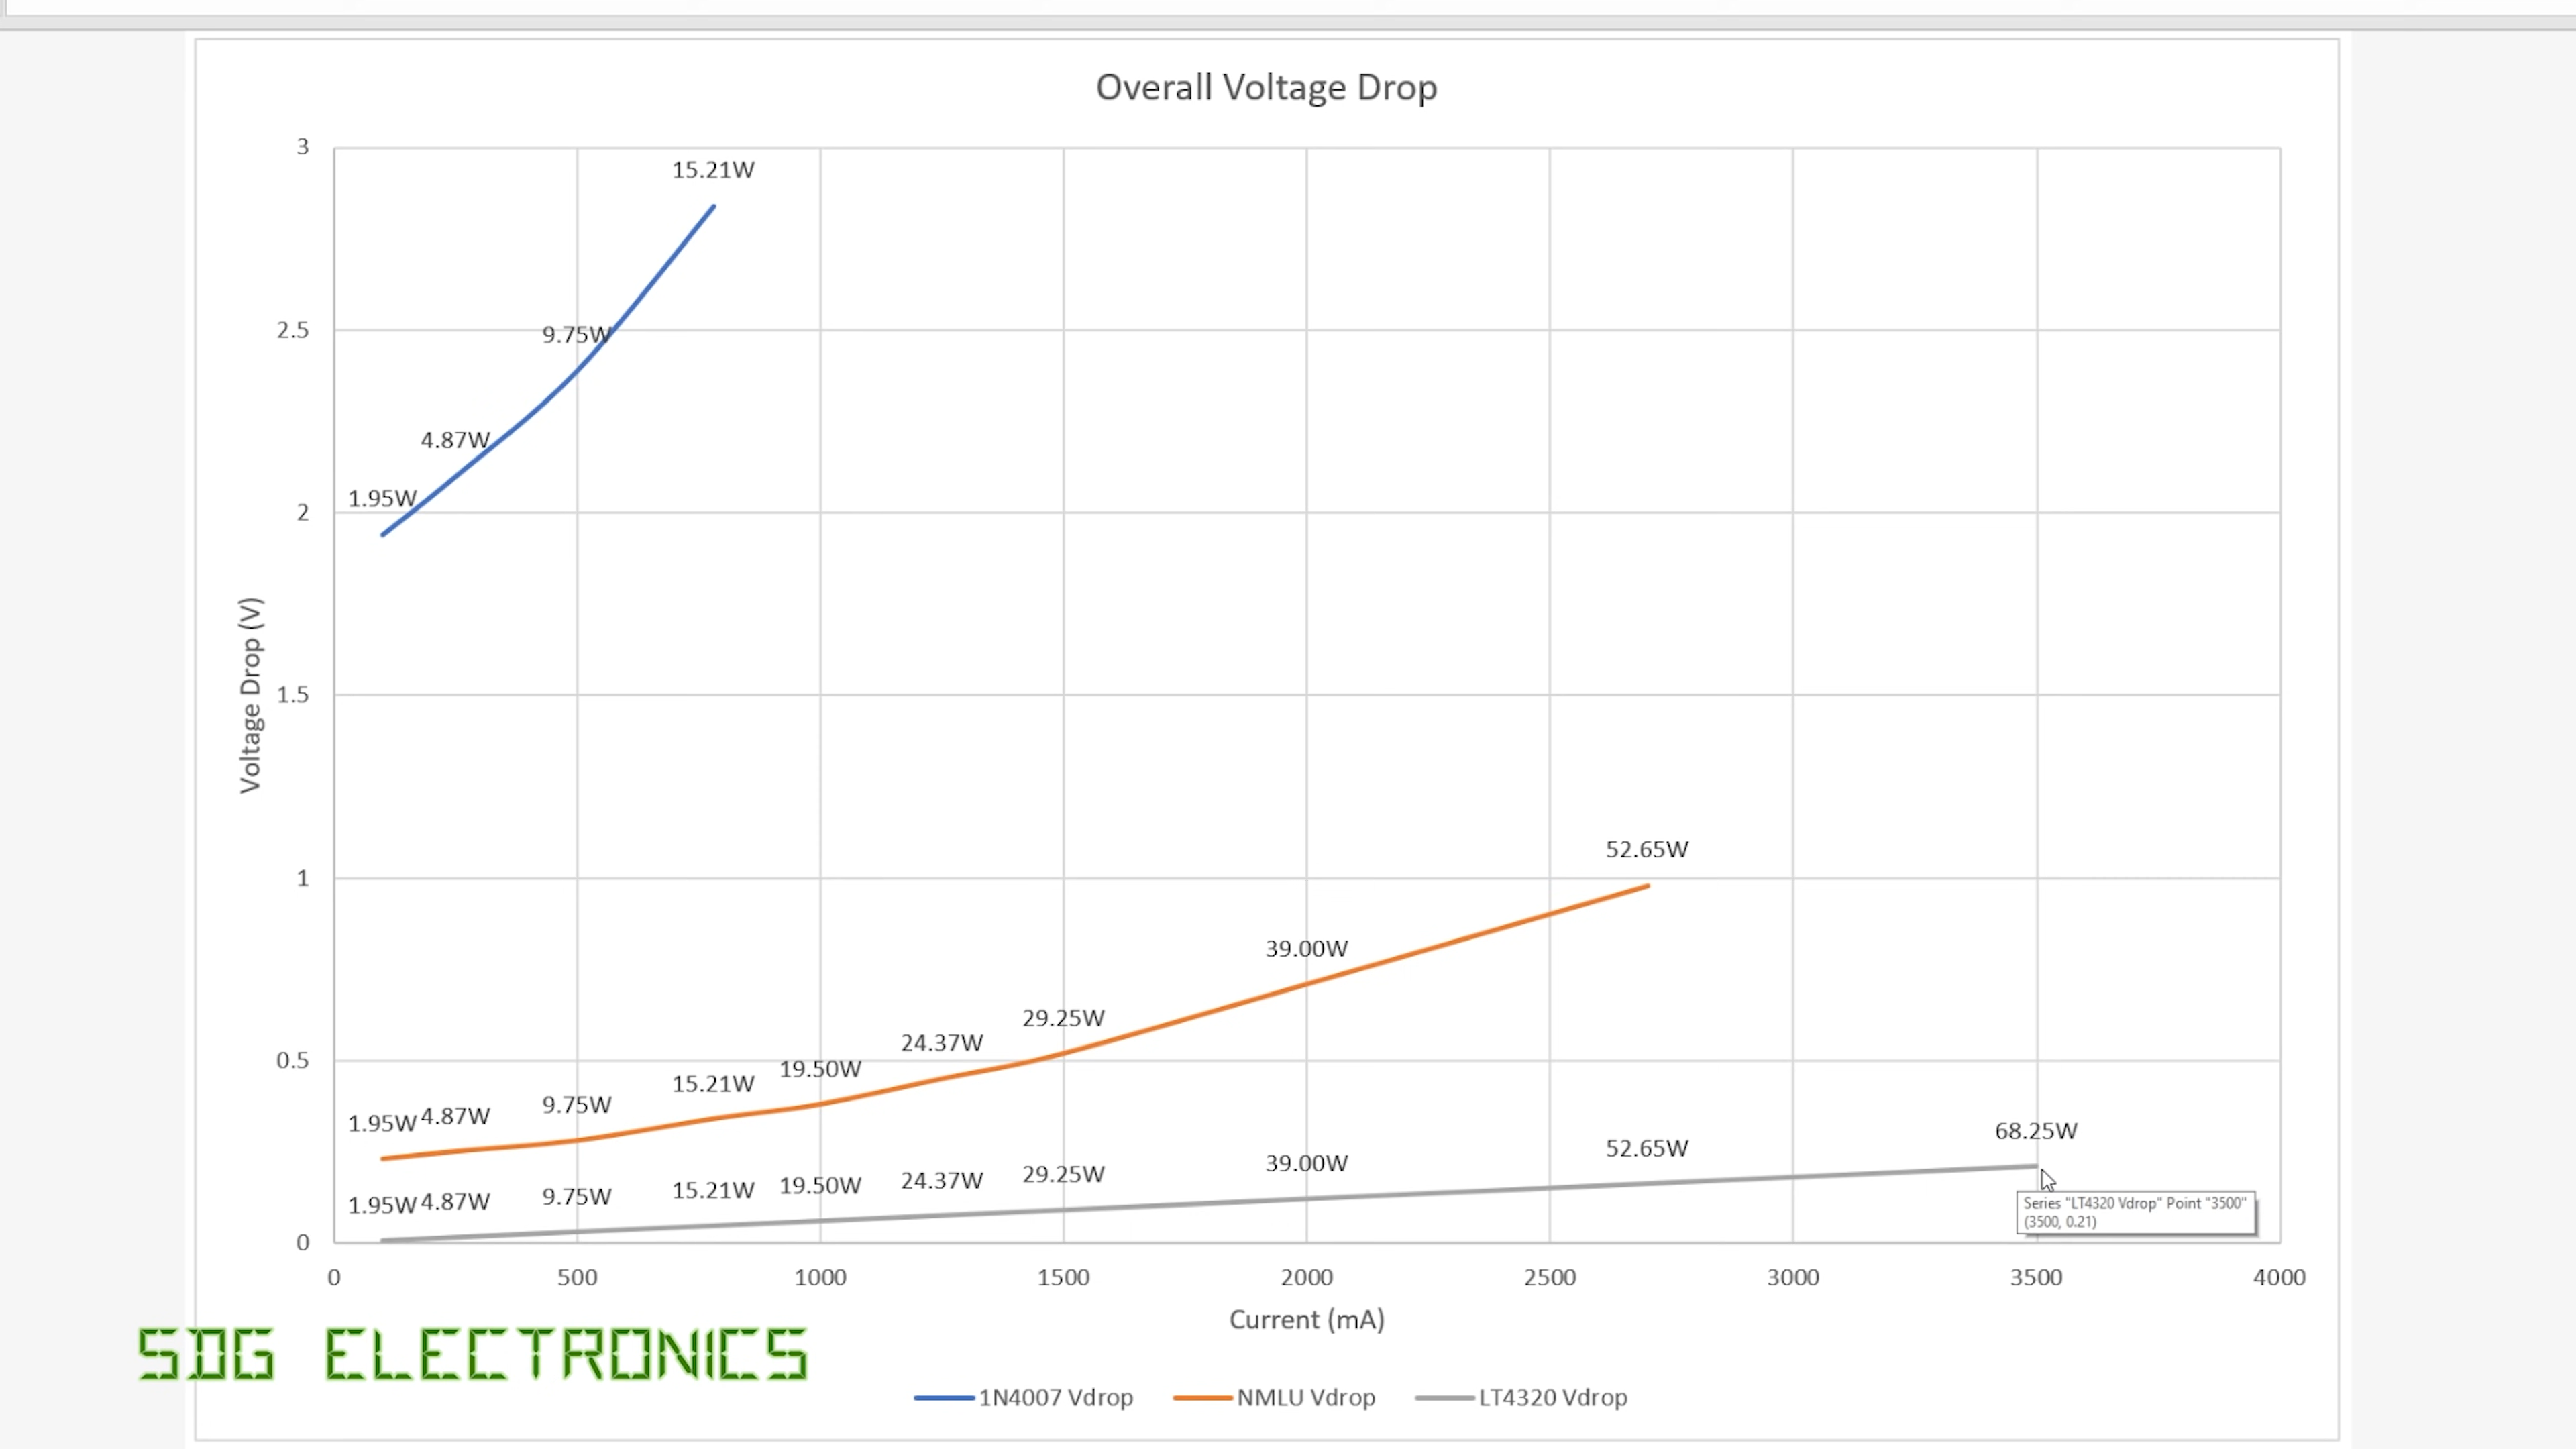 Overall Voltage Drop
3
15.21W
2.5
9.75W
4.87W
1.95W
2
Voltage Drop (V)
1.5
52.65W
1
39.00W
29.25W
24.37W
0.5
19.50W
15.21W
9.75W
1.95W 4.87W
68.25W
52.65W
39.00W
29.25W
24.37W
19.50W
15.21W
9.75W
1.95W 4.87W
Series "LT4320 Vdrop" Point "3500"
(3500, 0.21)
0
0 500 1000 1500 2000 2500 3000 3500 4000
Current (mA)
SDG ELECTRONICS
1N4007 Vdrop NMLU Vdrop LT4320 Vdrop